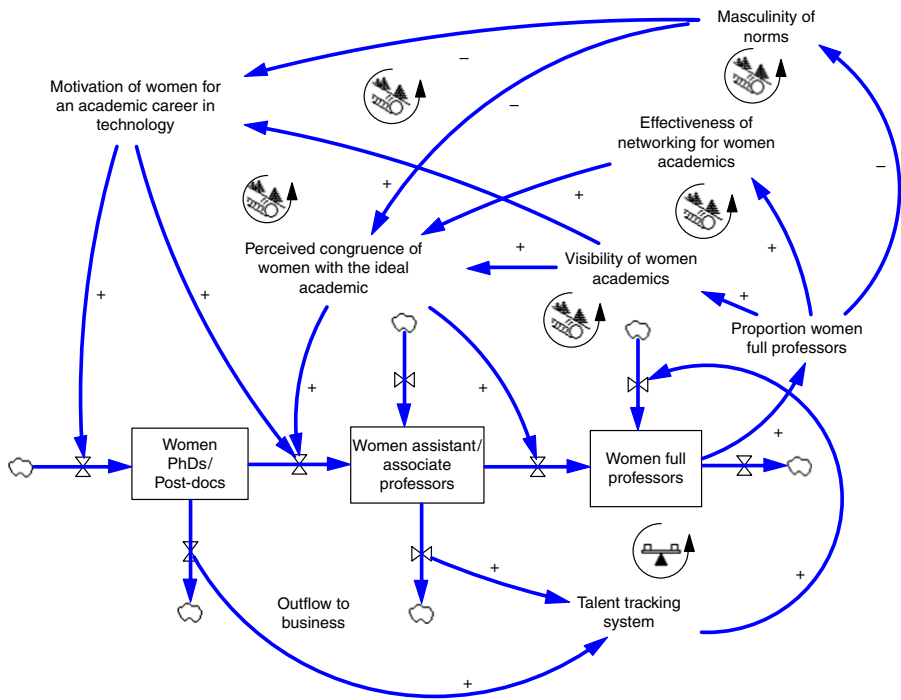 Masculinity of
norms
Motivation of women for
an academic career in
technology
–
–
Effectiveness of
networking for women
academics
–
+
+
Perceived congruence of
women with the ideal
academic
+
Visibility of women
academics
+
+
+
+
Proportion women
full professors
+
+
+
Women
PhDs/
Post-docs
Women assistant/
associate
professors
Women full
professors
+
Outflow to
business
+
Talent tracking
system
+
+